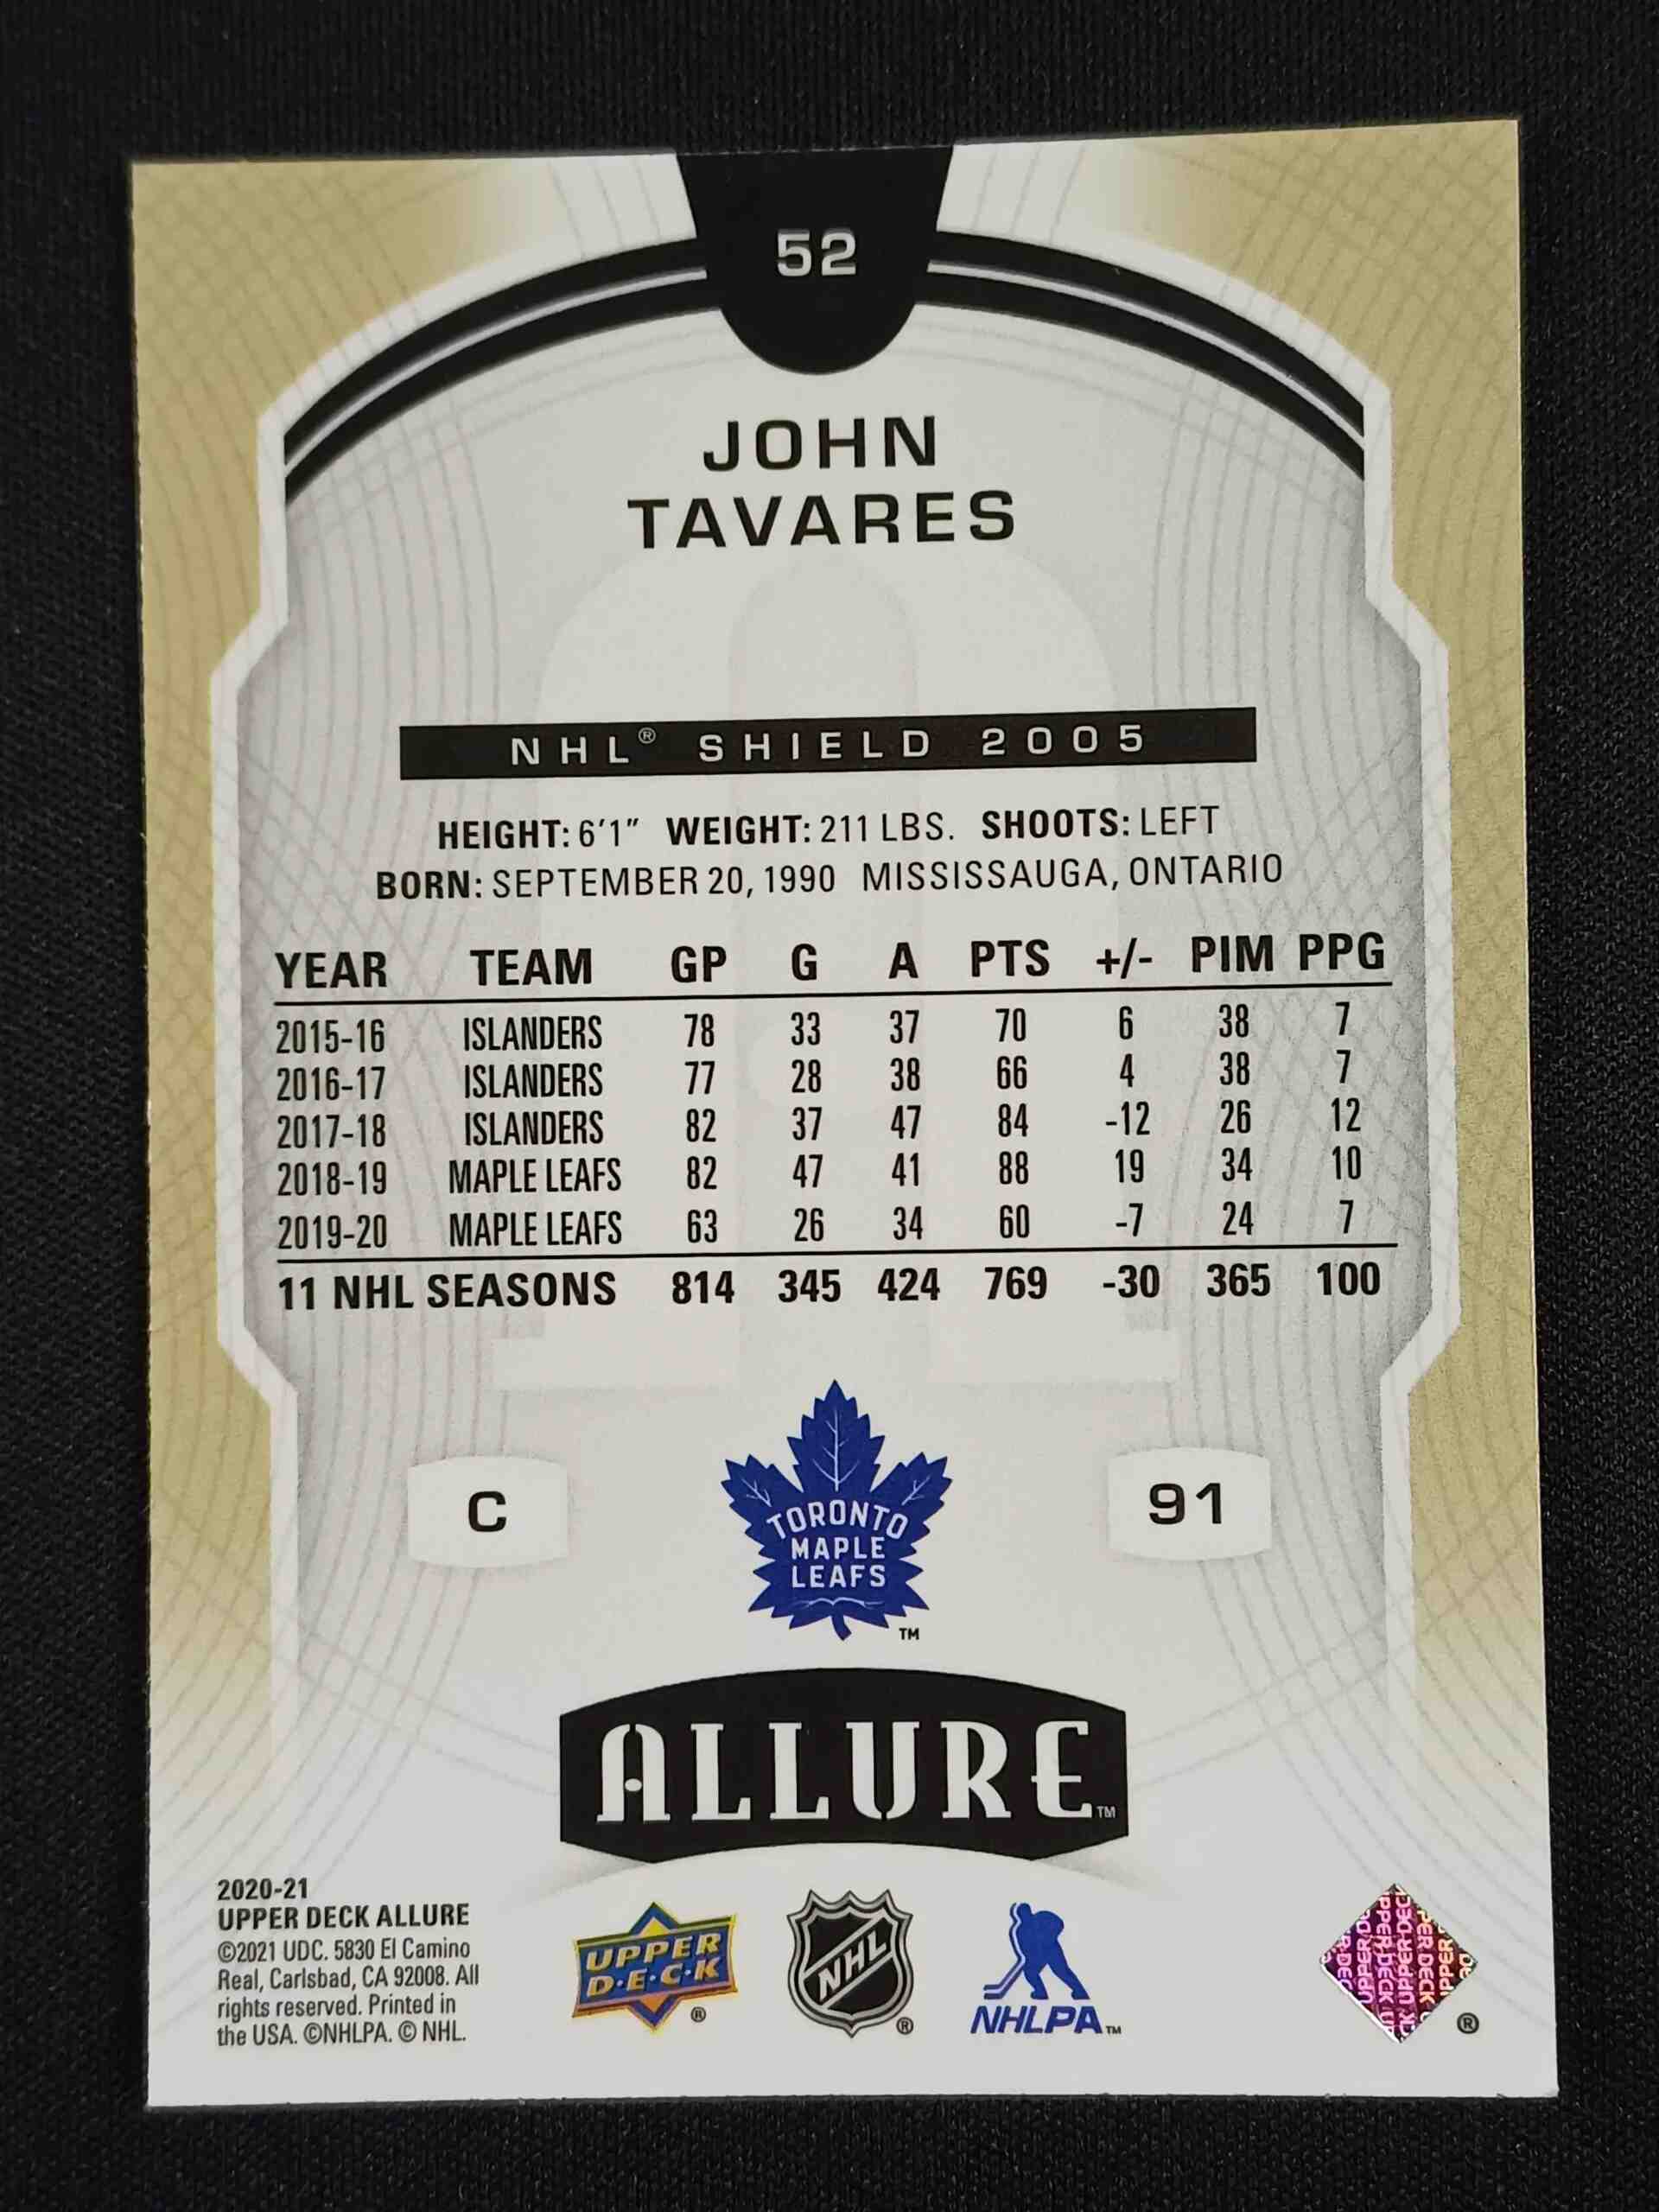 52
JOHN
TAVARES
NHL® SHIELD 2005
HEIGHT: 6'1" WEIGHT: 211 LBS. SHOOTS: LEFT
BORN: SEPTEMBER 20, 1990 MISSISSAUGA, ONTARIO
YEAR TEAM GP G A PTS +/- PIM PPG
2015-16 ISLANDERS 78 33 37 70 6 38 7
2016-17 ISLANDERS 77 28 38 66 4 38 7
2017-18 ISLANDERS 82 37 47 84 -12 26 12
2018-19 MAPLE LEAFS 82 47 41 88 19 34 10
2019-20 MAPLE LEAFS 63 26 34 60 -7 24 7
11 NHL SEASONS 814 345 424 769 -30 365 100
C
TORONTO
MAPLE
LEAFS
™
91
ALLURE™
2020-21
UPPER DECK ALLURE
©2021 UDC. 5830 El Camino
Real, Carlsbad, CA 92008. All
rights reserved. Printed in
the USA. ©NHLPA. © NHL.
UPPER
D·E·C·K
®
NHL
®
NHLPA™
®